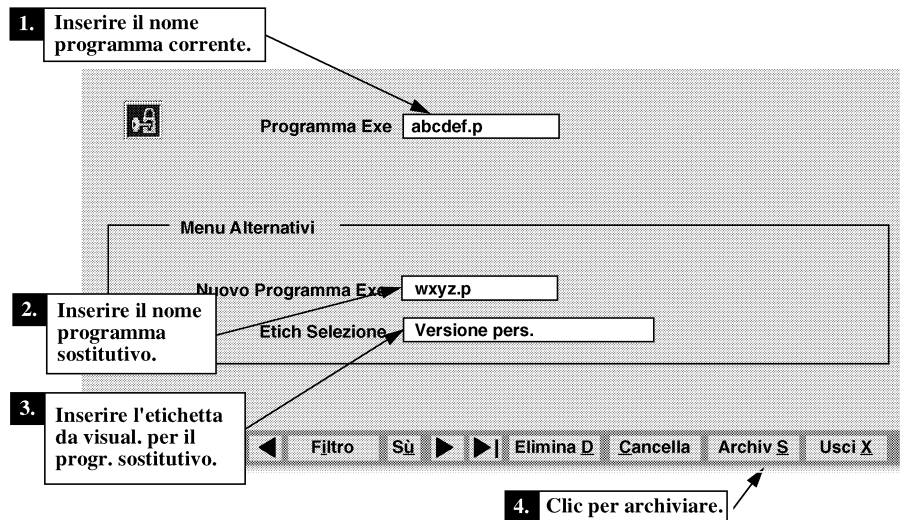 1. Inserire il nome
programma corrente.
Programma Exe abcdef.p
Menu Alternativi
Nuovo Programma Exe wxyz.p
2. Inserire il nome
programma
sostitutivo.
Etich Selezione Versione pers.
3. Inserire l'etichetta
da visual. per il
progr. sostitutivo.
Filtro Sù Elimina D Cancella Archiv S Usci X
4. Clic per archiviare.